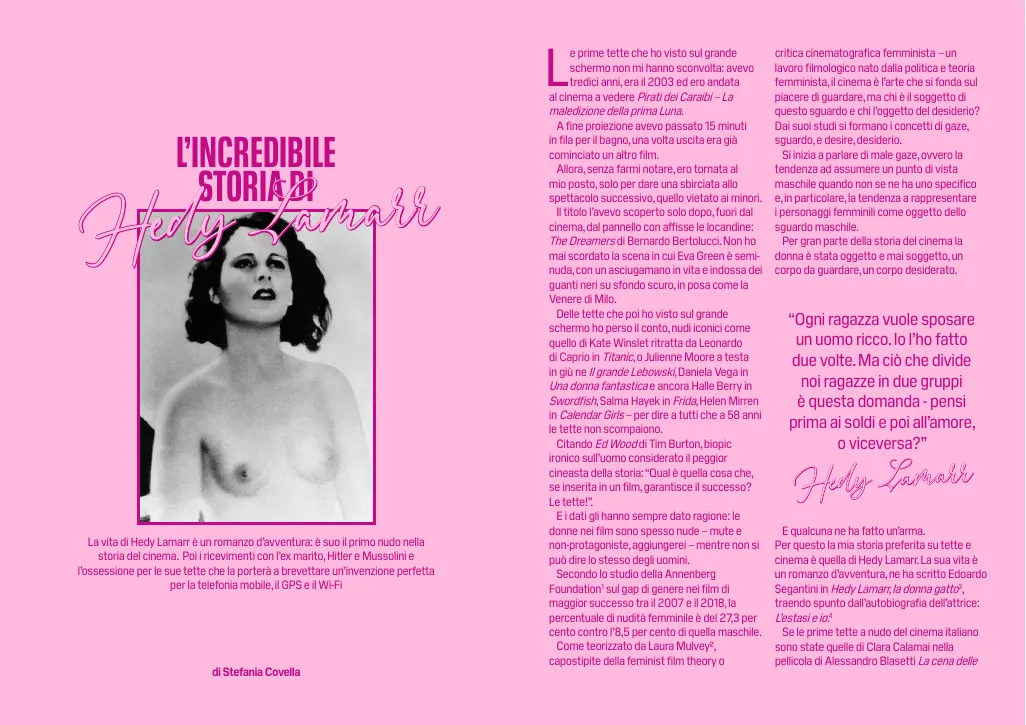 L’INCREDIBILE
STORIA DI
Hedy Lamarr
La vita di Hedy Lamarr è un romanzo d’avventura: è suo il primo nudo nella
storia del cinema.  Poi i ricevimenti con l’ex marito, Hitler e Mussolini e
l’ossessione per le sue tette che la porterà a brevettare un’invenzione perfetta
per la telefonia mobile, il GPS e il Wi-Fi
di Stefania Covella
Le prime tette che ho visto sul grande
schermo non mi hanno sconvolta: avevo
tredici anni, era il 2003 ed ero andata
al cinema a vedere Pirati dei Caraibi – La
maledizione della prima Luna.
A fine proiezione avevo passato 15 minuti
in fila per il bagno, una volta uscita era già
cominciato un altro film.
Allora, senza farmi notare, ero tornata al
mio posto, solo per dare una sbirciata allo
spettacolo successivo, quello vietato ai minori.
Il titolo l’avevo scoperto solo dopo, fuori dal
cinema, dal pannello con affisse le locandine:
The Dreamers di Bernardo Bertolucci. Non ho
mai scordato la scena in cui Eva Green è semi-
nuda, con un asciugamano in vita e indossa dei
guanti neri su sfondo scuro, in posa come la
Venere di Milo.
Delle tette che poi ho visto sul grande
schermo ho perso il conto, nudi iconici come
quello di Kate Winslet ritratta da Leonardo
di Caprio in Titanic, o Julienne Moore a testa
in giù ne Il grande Lebowski, Daniela Vega in
Una donna fantastica e ancora Halle Berry in
Swordfish, Salma Hayek in Frida, Helen Mirren
in Calendar Girls – per dire a tutti che a 58 anni
le tette non scompaiono.
Citando Ed Wood di Tim Burton, biopic
ironico sull’uomo considerato il peggior
cineasta della storia: “Qual è quella cosa che,
se inserita in un film, garantisce il successo?
Le tette!”.
E i dati gli hanno sempre dato ragione: le
donne nei film sono spesso nude – mute e
non-protagoniste, aggiungerei – mentre non si
può dire lo stesso degli uomini.
Secondo lo studio della Annenberg
Foundation¹ sul gap di genere nei film di
maggior successo tra il 2007 e il 2018, la
percentuale di nudità femminile è del 27,3 per
cento contro l’8,5 per cento di quella maschile.
Come teorizzato da Laura Mulvey², 
capostipite della feminist film theory o
critica cinematografica femminista – un
lavoro filmologico nato dalla politica e teoria
femminista, il cinema è l’arte che si fonda sul
piacere di guardare, ma chi è il soggetto di
questo sguardo e chi l’oggetto del desiderio?
Dai suoi studi si formano i concetti di gaze,
sguardo, e desire, desiderio.
Si inizia a parlare di male gaze, ovvero la
tendenza ad assumere un punto di vista
maschile quando non se ne ha uno specifico
e, in particolare, la tendenza a rappresentare
i personaggi femminili come oggetto dello
sguardo maschile.
Per gran parte della storia del cinema la
donna è stata oggetto e mai soggetto, un
corpo da guardare, un corpo desiderato.
“Ogni ragazza vuole sposare
un uomo ricco. Io l’ho fatto
due volte. Ma ciò che divide
noi ragazze in due gruppi
è questa domanda - pensi
prima ai soldi e poi all’amore,
o viceversa?”
Hedy Lamarr
E qualcuna ne ha fatto un’arma.
Per questo la mia storia preferita su tette e
cinema è quella di Hedy Lamarr. La sua vita è
un romanzo d’avventura, ne ha scritto Edoardo
Segantini in Hedy Lamarr, la donna gatto³,
traendo spunto dall’autobiografia dell’attrice:
L’estasi e io.⁴
Se le prime tette a nudo del cinema italiano
sono state quelle di Clara Calamai nella
pellicola di Alessandro Blasetti La cena delle